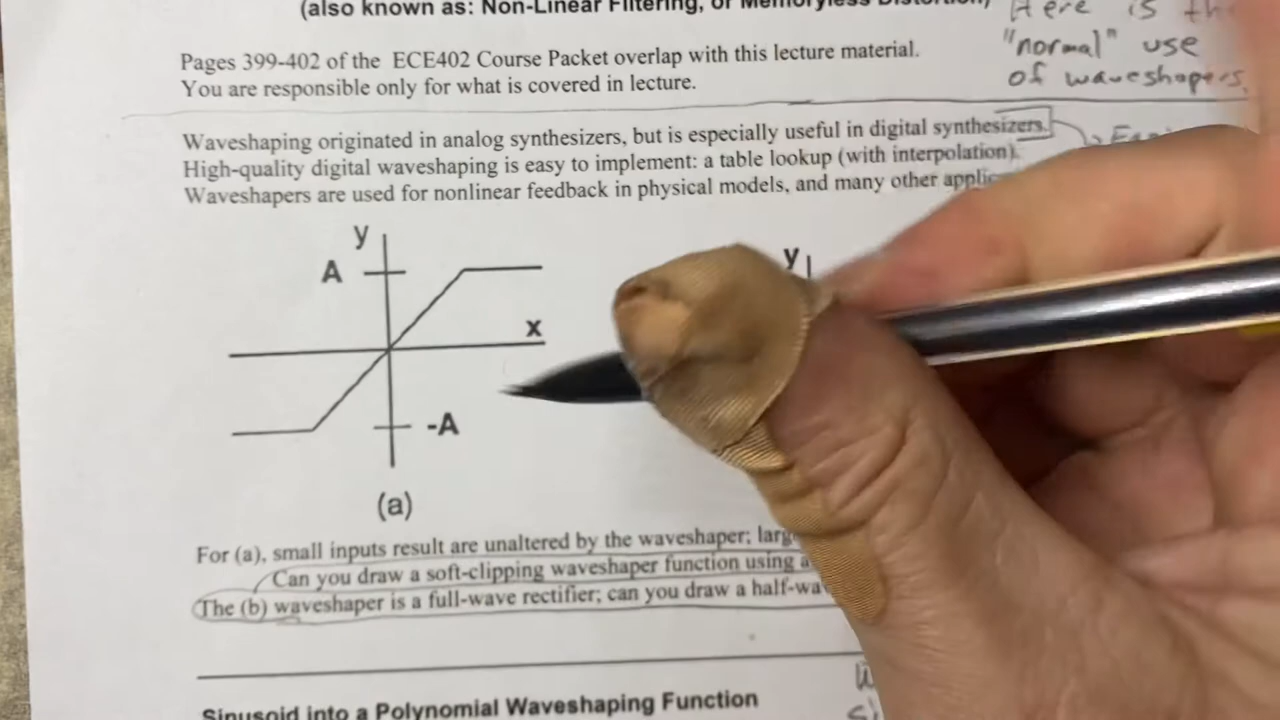 (also known as: Non-Linear Filtering, or Memoryless Distortion)
Here is the
"normal" use
of waveshapers.
Pages 399-402 of the ECE402 Course Packet overlap with this lecture material.
You are responsible only for what is covered in lecture.
Waveshaping originated in analog synthesizers, but is especially useful in digital synthesizers.
High-quality digital waveshaping is easy to implement: a table lookup (with interpolation).
Waveshapers are used for nonlinear feedback in physical models, and many other
y
A
x
-A
(a)
y
For (a), small inputs result are unaltered by the waveshaper;
Can you draw a soft-clipping waveshaper function using
The (b) waveshaper is a full-wave rectifier; can you draw a
Sinusoid into a Polynomial Waveshaping Function